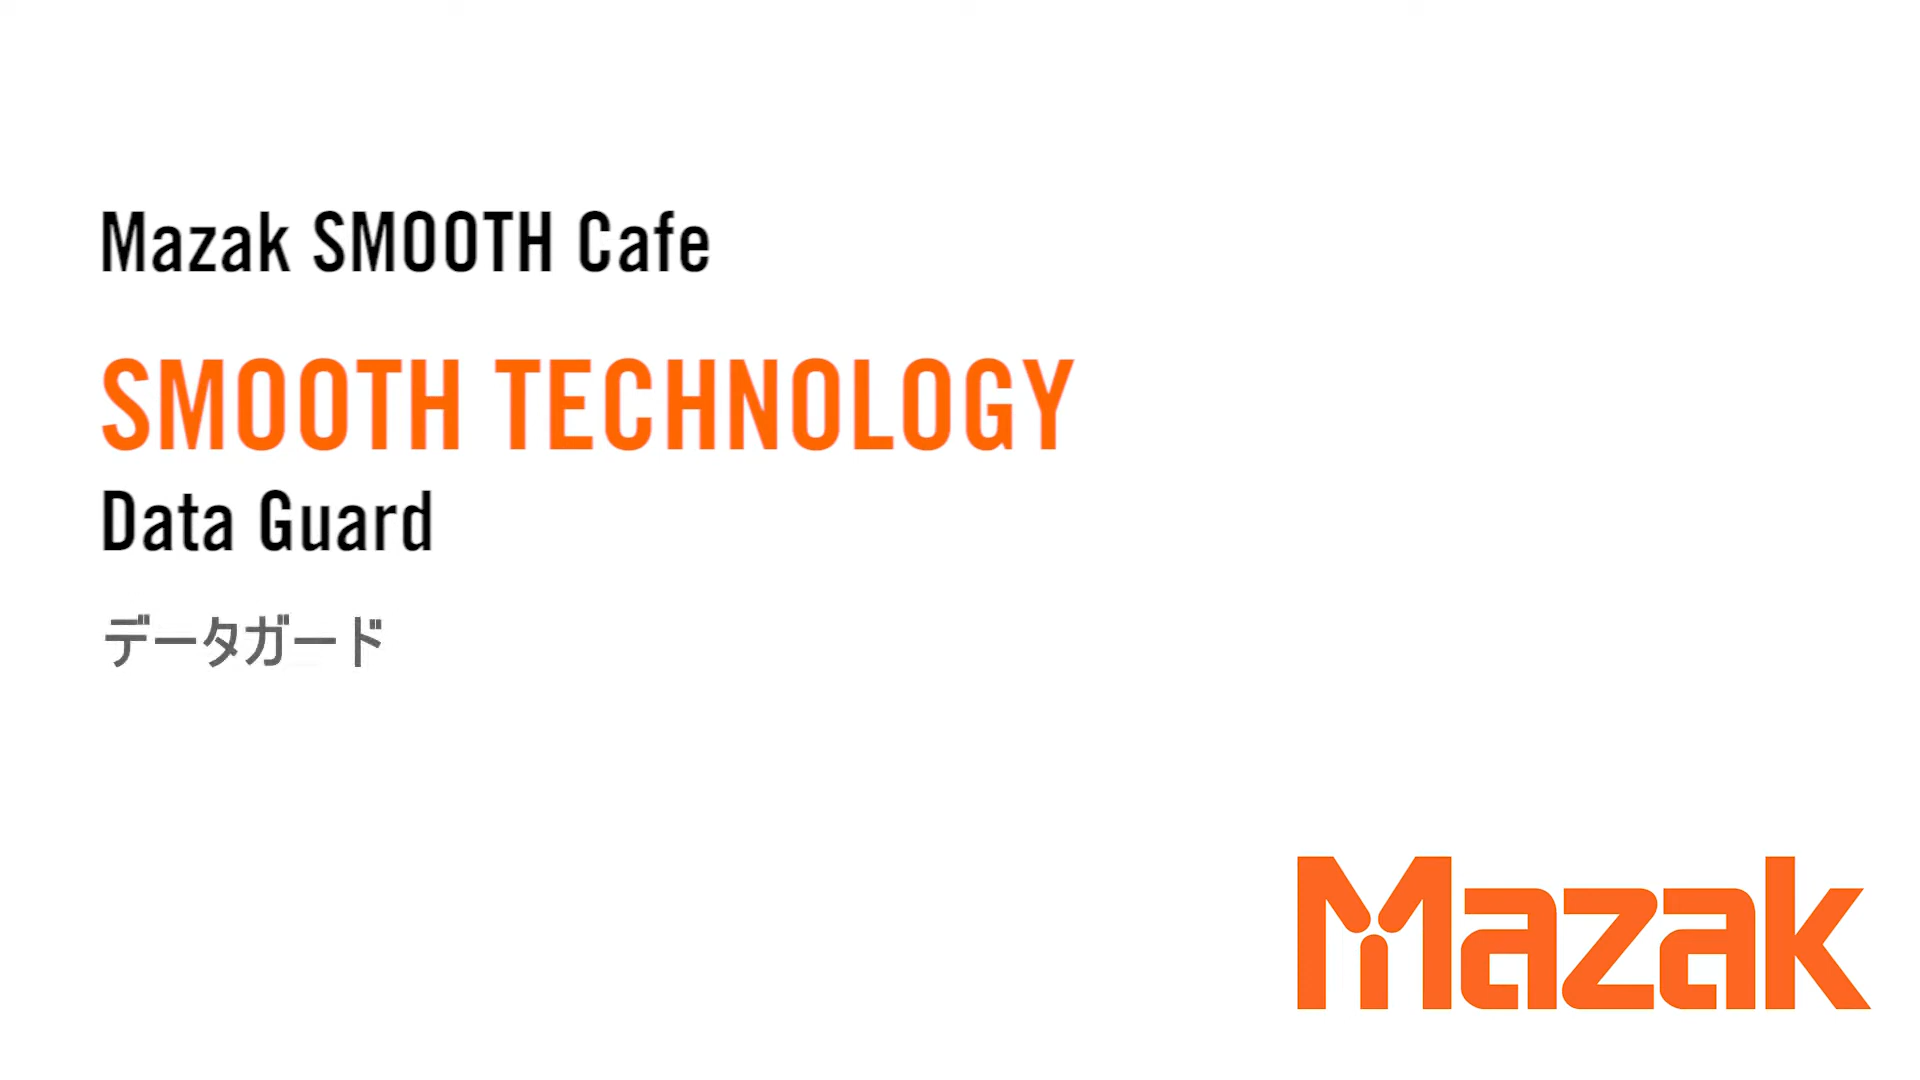 Mazak SMOOTH Cafe
SMOOTH TECHNOLOGY
Data Guard
データガード
Mazak